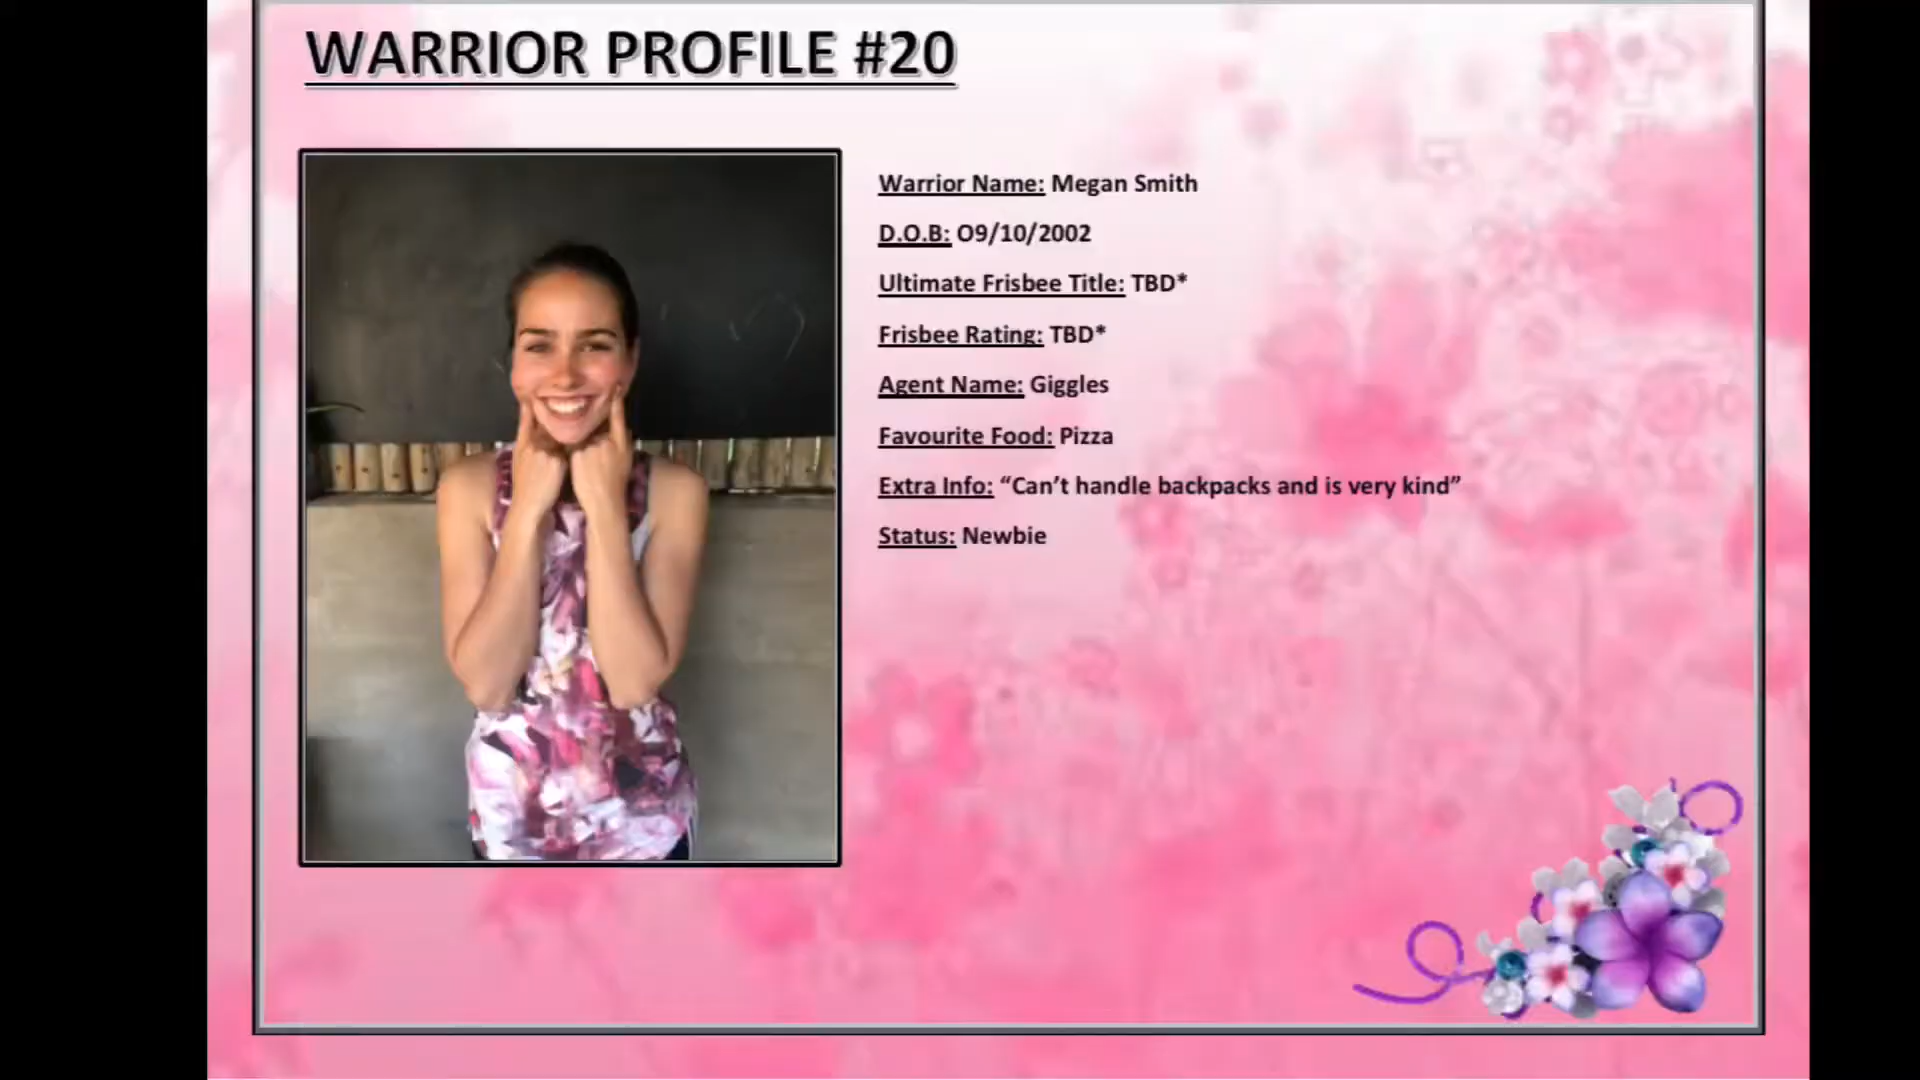 WARRIOR PROFILE #20
Warrior Name: Megan Smith
D.O.B: O9/10/2002
Ultimate Frisbee Title: TBD*
Frisbee Rating: TBD*
Agent Name: Giggles
Favourite Food: Pizza
Extra Info: “Can’t handle backpacks and is very kind”
Status: Newbie